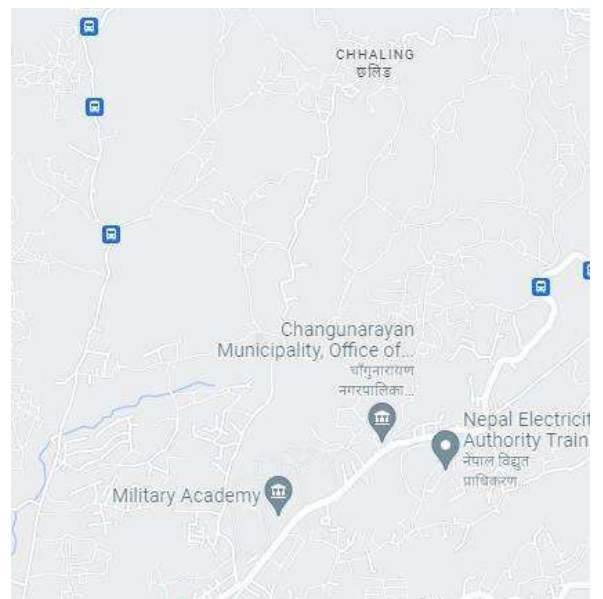 CHHALING
छलिङ
Changunarayan
Municipality, Office of...
चाँगुनारायण
नगरपालिका...
Nepal Electricit
Authority Train
नेपाल विद्युत
प्राधिकरण
Military Academy